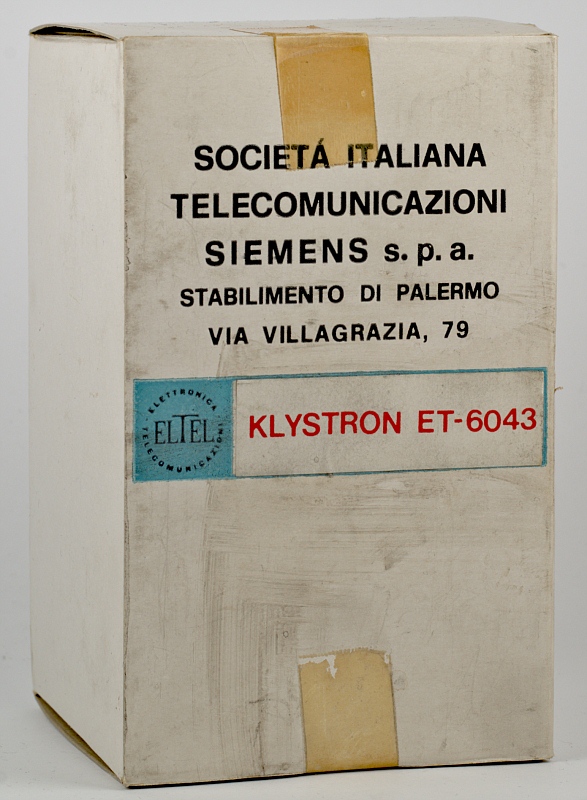 SOCIETÁ ITALIANA
TELECOMUNICAZIONI
SIEMENS s.p.a.
STABILIMENTO DI PALERMO
VIA VILLAGRAZIA, 79
ELETTRONICA
ELTEL
TELECOMUNICAZIONI
KLYSTRON ET-6043